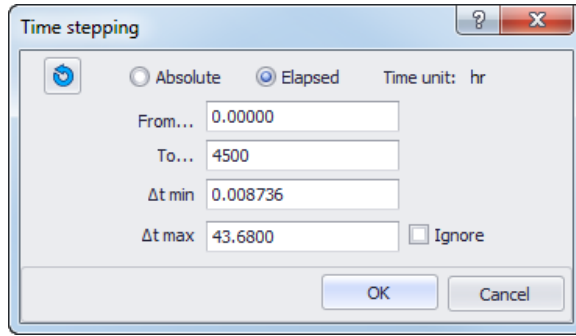 Time stepping ? X
Absolute Elapsed Time unit: hr
From... 0.00000
To... 4500
Δt min 0.008736
Δt max 43.6800 Ignore
OK Cancel